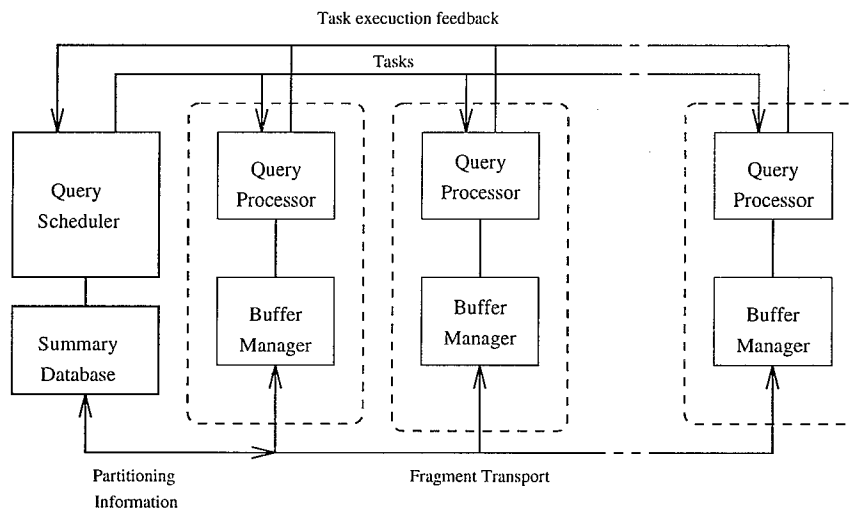 Task execuction feedback
Tasks
Query
Scheduler
Query
Processor
Query
Processor
Query
Processor
Summary
Database
Buffer
Manager
Buffer
Manager
Buffer
Manager
Partitioning
Information
Fragment Transport